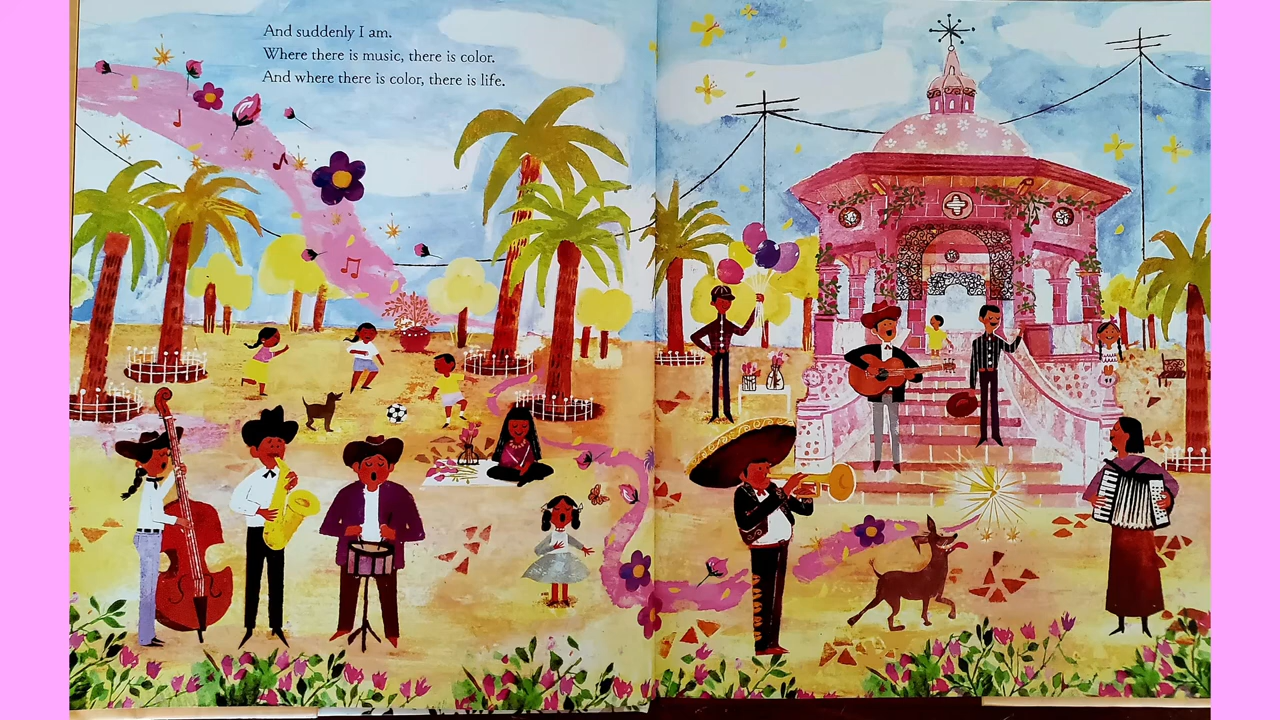 And suddenly I am.
Where there is music, there is color.
And where there is color, there is life.